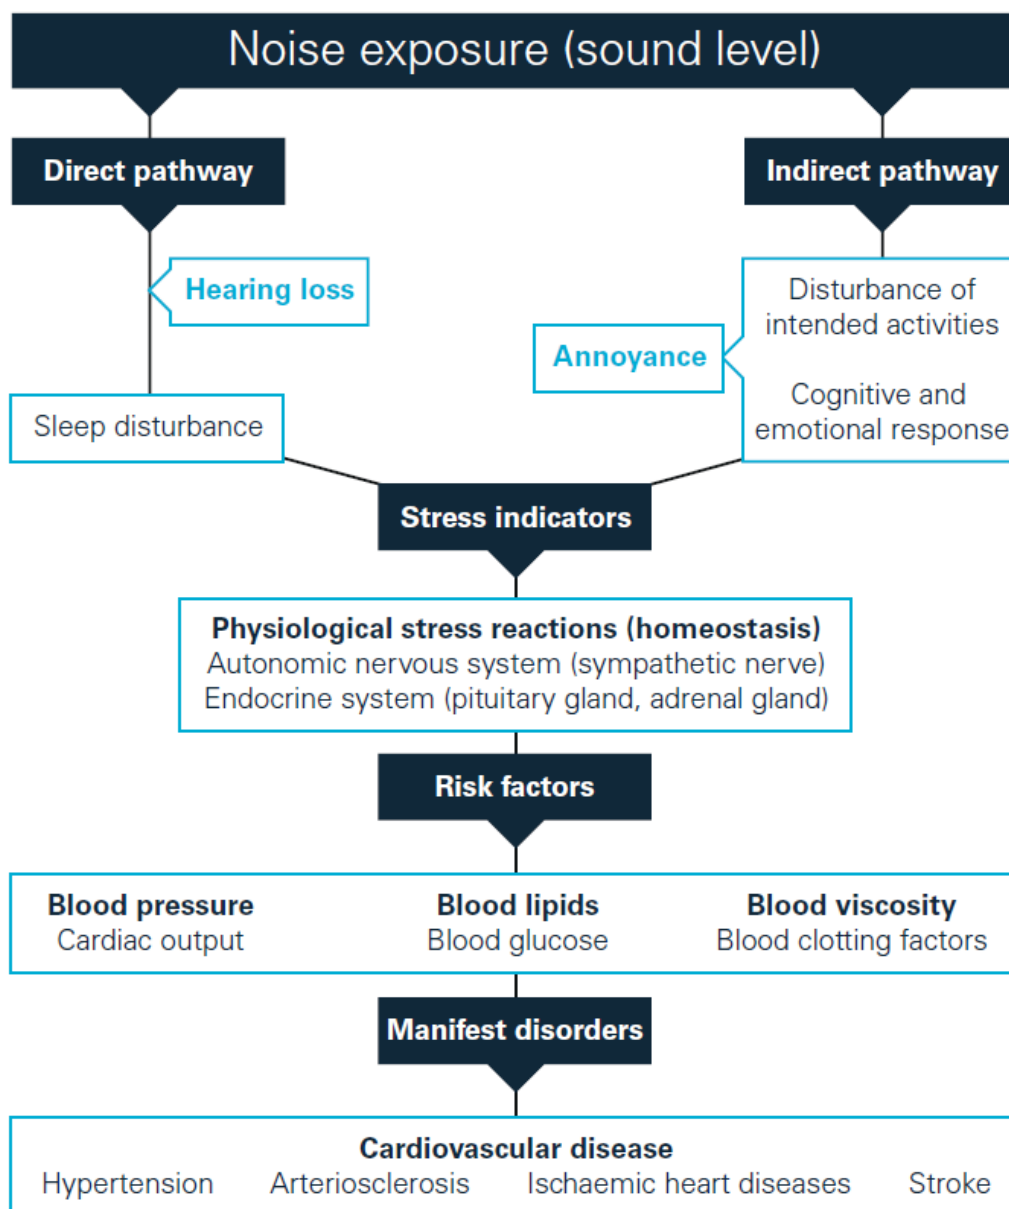 Noise exposure (sound level)
Direct pathway
Indirect pathway
Hearing loss
Disturbance of
intended activities
Annoyance
Cognitive and
emotional response
Sleep disturbance
Stress indicators
Physiological stress reactions (homeostasis)
Autonomic nervous system (sympathetic nerve)
Endocrine system (pituitary gland, adrenal gland)
Risk factors
Blood pressure Blood lipids Blood viscosity
Cardiac output Blood glucose Blood clotting factors
Manifest disorders
Cardiovascular disease
Hypertension Arteriosclerosis Ischaemic heart diseases Stroke